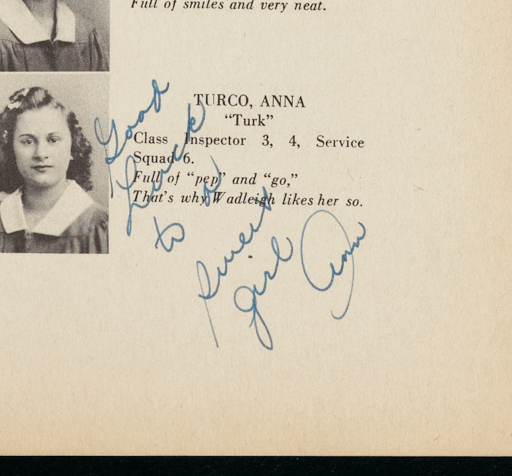 Full of smiles and very neat.
TURCO, ANNA
“Turk”
Class Inspector 3, 4, Service
Squad 6.
Full of “pep” and “go,”
That's why Wadleigh likes her so.
Good
Luck
to a
sweet
girl
Ann